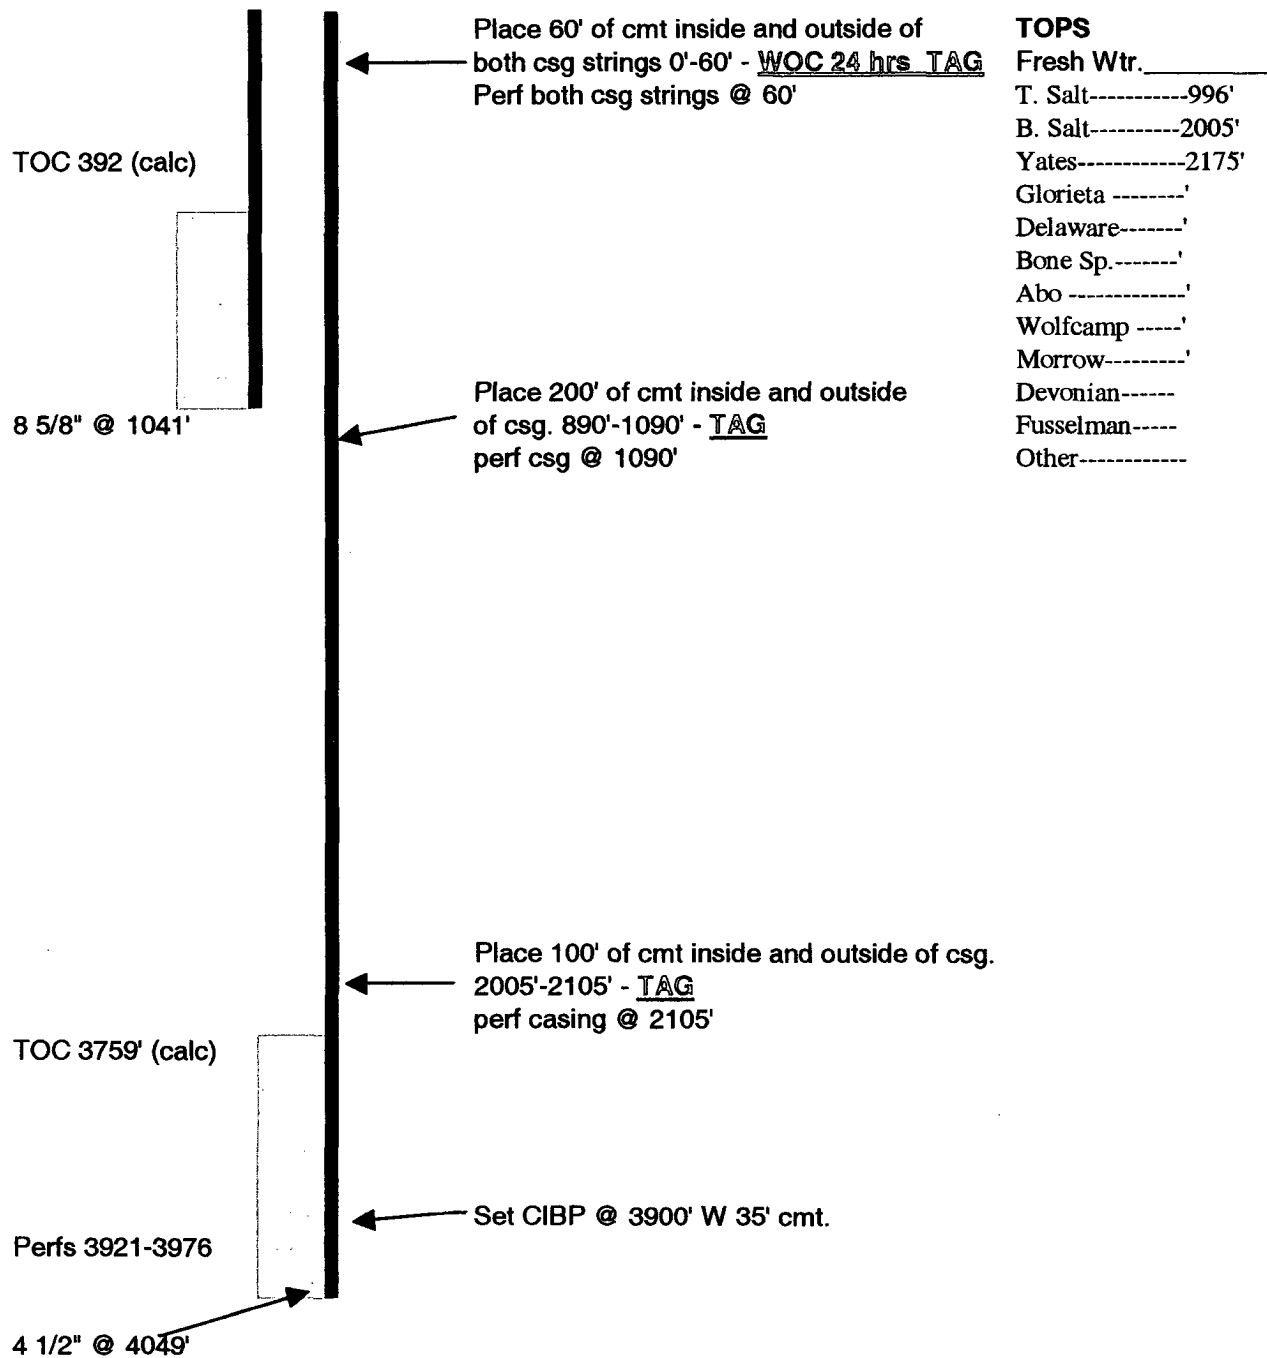 Place 60' of cmt inside and outside of
both csg strings 0'-60' - WOC 24 hrs TAG
Perf both csg strings @ 60'
TOPS
Fresh Wtr.__________
T. Salt-----------996'
B. Salt----------2005'
Yates------------2175'
Glorieta --------'
Delaware-------'
Bone Sp.-------'
Abo -------------'
Wolfcamp -----'
Morrow---------'
Devonian------
Fusselman-----
Other------------
TOC 392 (calc)
8 5/8" @ 1041'
Place 200' of cmt inside and outside
of csg. 890'-1090' - TAG
perf csg @ 1090'
Place 100' of cmt inside and outside of csg.
2005'-2105' - TAG
perf casing @ 2105'
TOC 3759' (calc)
Set CIBP @ 3900' W 35' cmt.
Perfs 3921-3976
4 1/2" @ 4049'